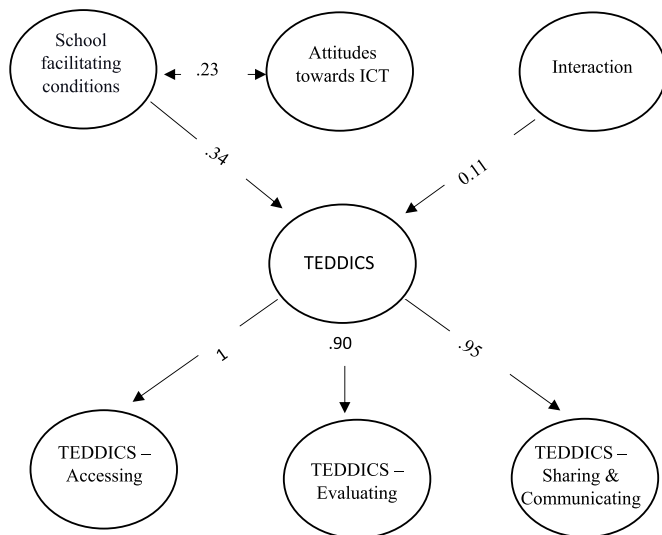 School
facilitating
conditions
.23
Attitudes
towards ICT
Interaction
.34
0.11
TEDDICS
1
.90
.95
TEDDICS –
Accessing
TEDDICS –
Evaluating
TEDDICS –
Sharing &
Communicating